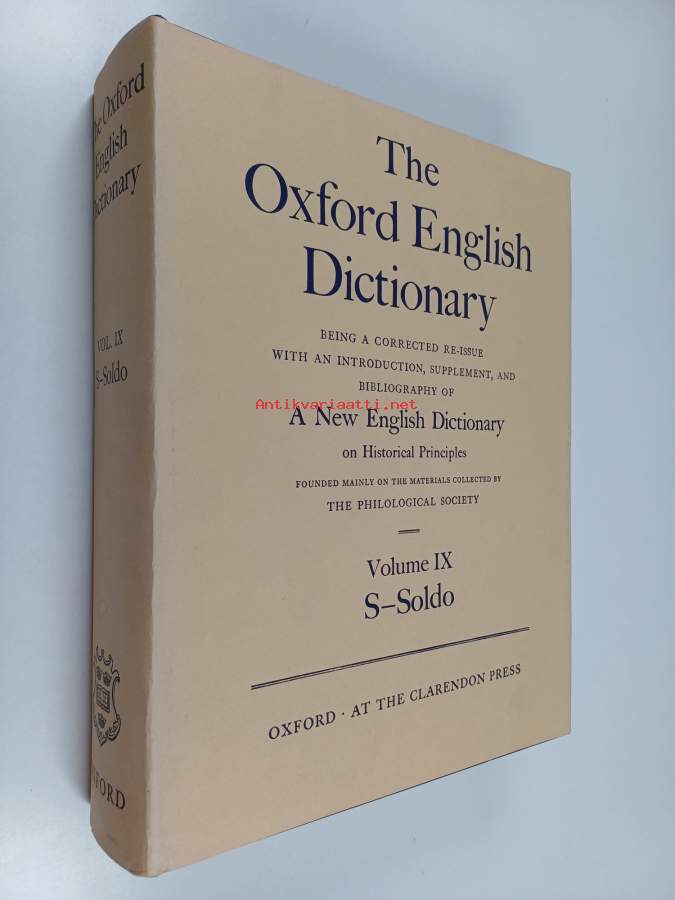 The
Oxford English
Dictionary
BEING A CORRECTED RE-ISSUE
WITH AN INTRODUCTION, SUPPLEMENT, AND
BIBLIOGRAPHY OF
Antikvariaatti.net
A New English Dictionary
on Historical Principles
FOUNDED MAINLY ON THE MATERIALS COLLECTED BY
THE PHILOLOGICAL SOCIETY
Volume IX
S–Soldo
OXFORD · AT THE CLARENDON PRESS
The Oxford
English
Dictionary
VOL. IX
S–Soldo
OXFORD